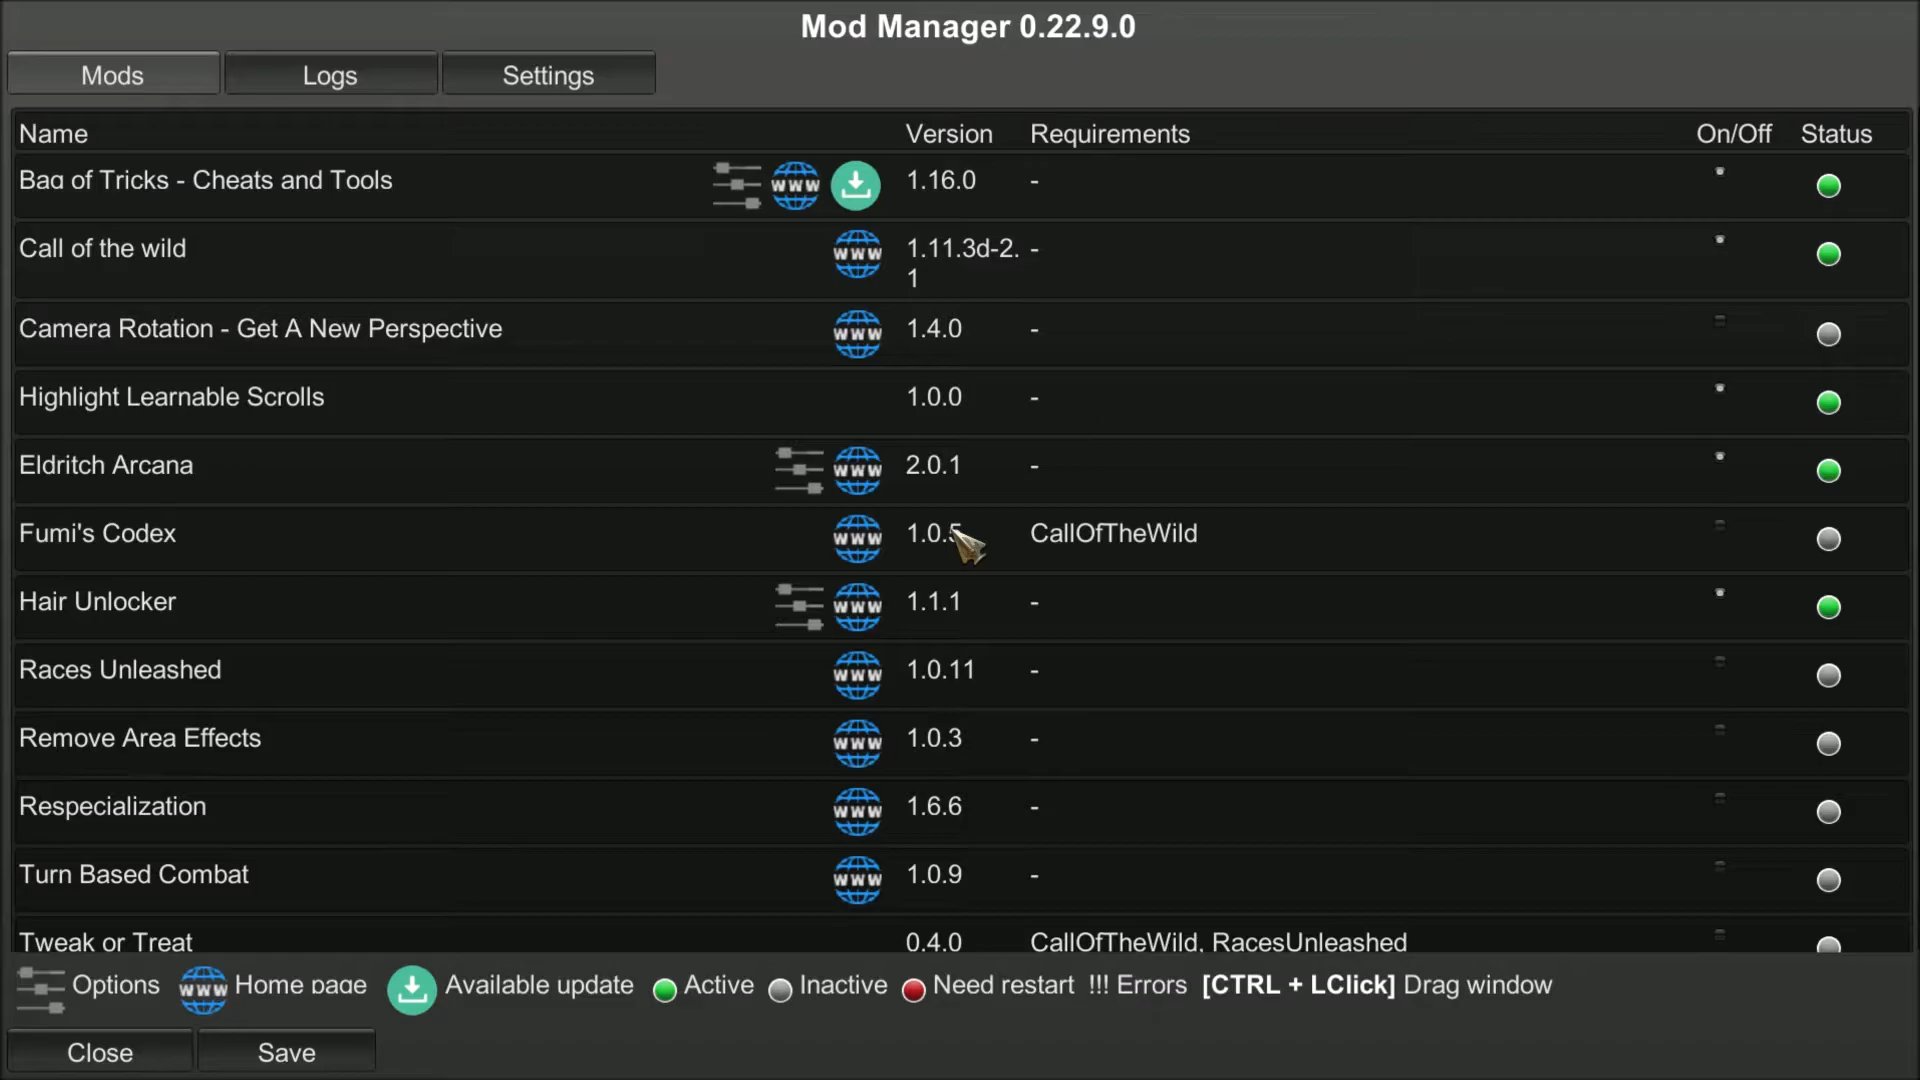 Mod Manager 0.22.9.0
Mods Logs Settings
Name Version Requirements On/Off Status
Bag of Tricks - Cheats and Tools WWW 1.16.0 -
Call of the wild WWW 1.11.3d-2. -
1
Camera Rotation - Get A New Perspective WWW 1.4.0 -
Highlight Learnable Scrolls 1.0.0 -
Eldritch Arcana WWW 2.0.1 -
Fumi's Codex WWW 1.0.5 CallOfTheWild
Hair Unlocker WWW 1.1.1 -
Races Unleashed WWW 1.0.11 -
Remove Area Effects WWW 1.0.3 -
Respecialization WWW 1.6.6 -
Turn Based Combat WWW 1.0.9 -
Tweak or Treat 0.4.0 CallOfTheWild, RacesUnleashed
Options WWW Home page Available update Active Inactive Need restart !!! Errors [CTRL + LClick] Drag window
Close Save